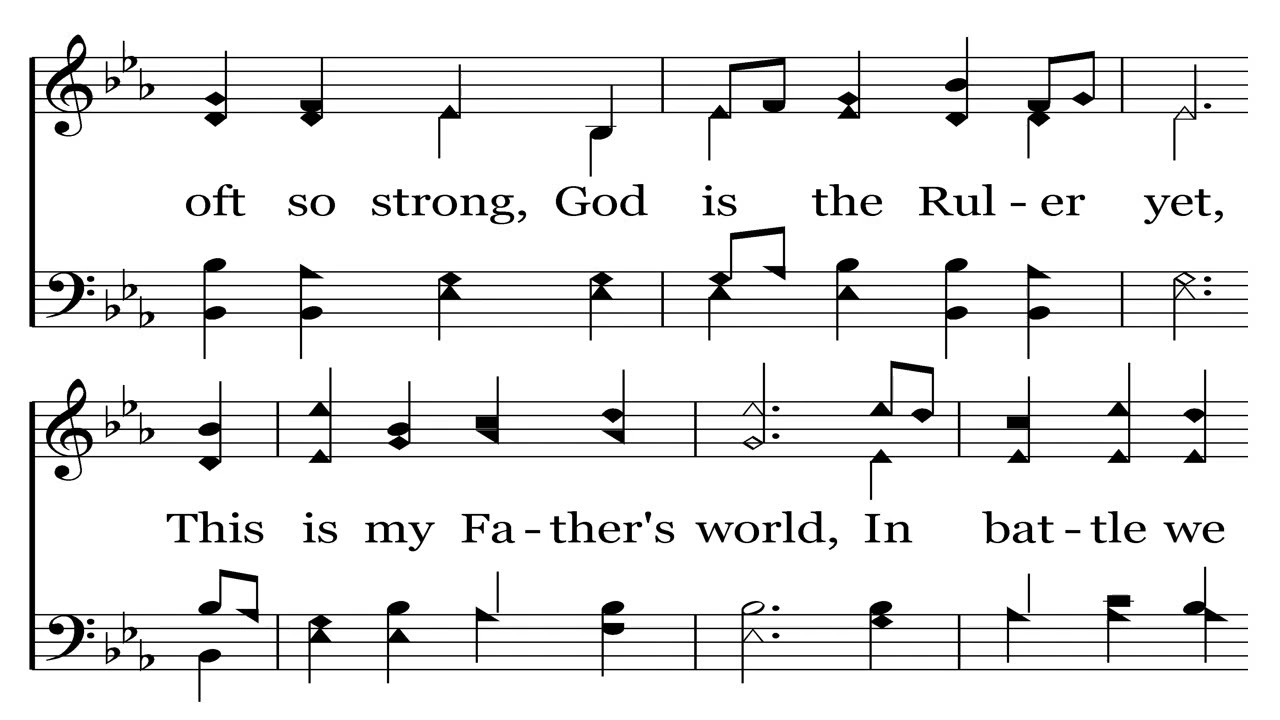 oft so strong, God is the Rul - er yet,
This is my Fa - ther's world, In bat - tle we